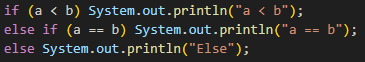 if (a < b) System.out.println("a < b");
else if (a == b) System.out.println("a == b");
else System.out.println("Else");